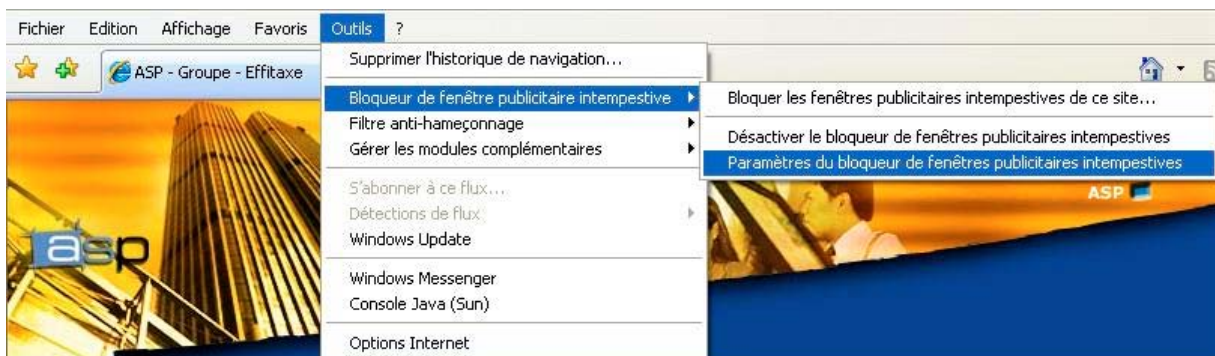 Fichier Edition Affichage Favoris Outils ?
ASP - Groupe - Effitaxe
Supprimer l'historique de navigation...
Bloqueur de fenêtre publicitaire intempestive
Filtre anti-hameçonnage
Gérer les modules complémentaires
S'abonner à ce flux...
Détections de flux
Windows Update
Windows Messenger
Console Java (Sun)
Options Internet
Bloquer les fenêtres publicitaires intempestives de ce site...
Désactiver le bloqueur de fenêtres publicitaires intempestives
Paramètres du bloqueur de fenêtres publicitaires intempestives
ASP
asp